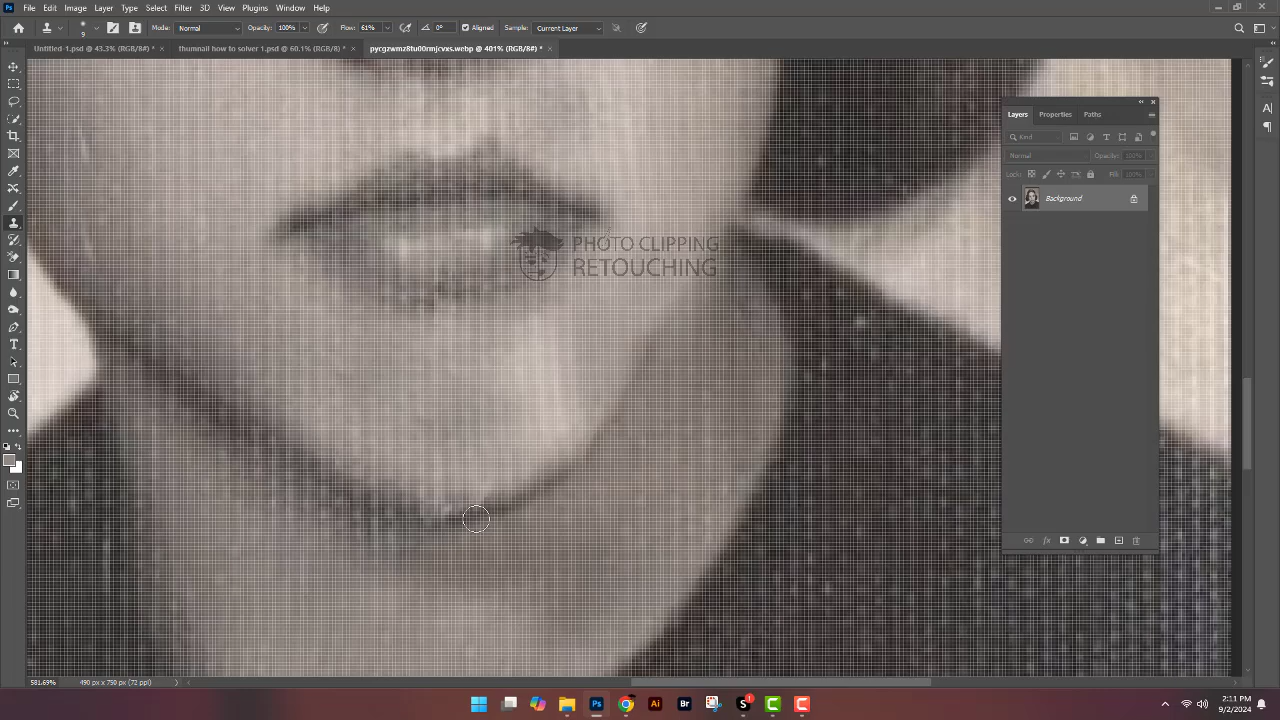 File Edit Image Layer Type Select Filter 3D View Plugins Window Help
9 Mode: Normal Opacity: 100% Flow: 61% 0° Aligned Sample: Current Layer
Untitled-1.psd @ 43.3% (RGB/8#) * × thumnail how to solver 1.psd @ 60.1% (RGB/8) * × pycgzwmz8tu00rmjcvxs.webp @ 401% (RGB/8#) * ×
Layers Properties Paths
Kind
Normal Opacity: 100%
Lock: Fill: 100%
Background
PHOTO CLIPPING
RETOUCHING
581.69% 490 px x 750 px (72 ppi)
2:11 PM
9/2/2024